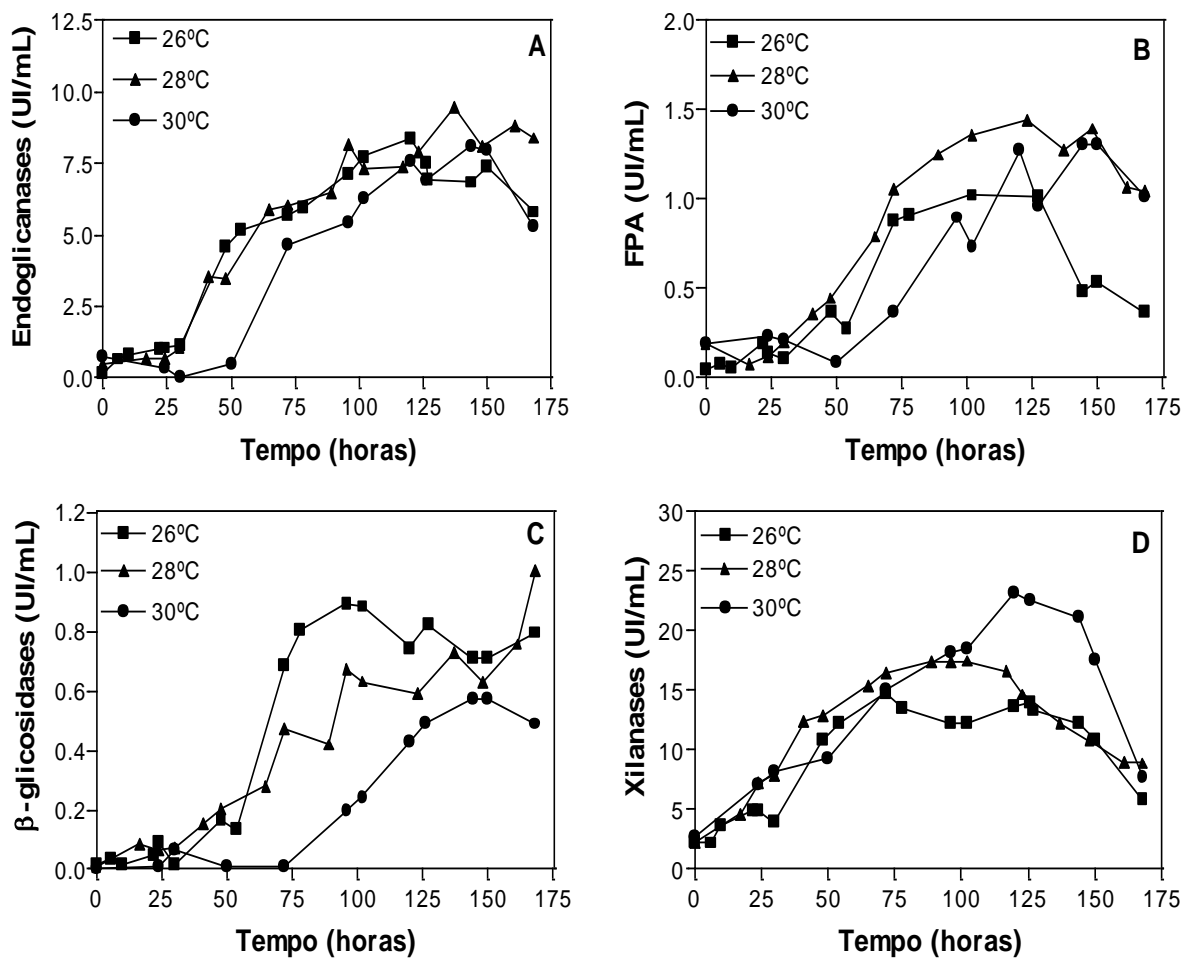 12.5
10.0
7.5
5.0
2.5
0.0
Endoglicanases (UI/mL)
26ºC
28ºC
30ºC
A
0 25 50 75 100 125 150 175
Tempo (horas)
2.0
1.5
1.0
0.5
0.0
FPA (UI/mL)
26ºC
28ºC
30ºC
B
0 25 50 75 100 125 150 175
Tempo (horas)
1.2
1.0
0.8
0.6
0.4
0.2
0.0
β-glicosidases (UI/mL)
26ºC
28ºC
30ºC
C
0 25 50 75 100 125 150 175
Tempo (horas)
30
25
20
15
10
5
0
Xilanases (UI/mL)
26ºC
28ºC
30ºC
D
0 25 50 75 100 125 150 175
Tempo (horas)